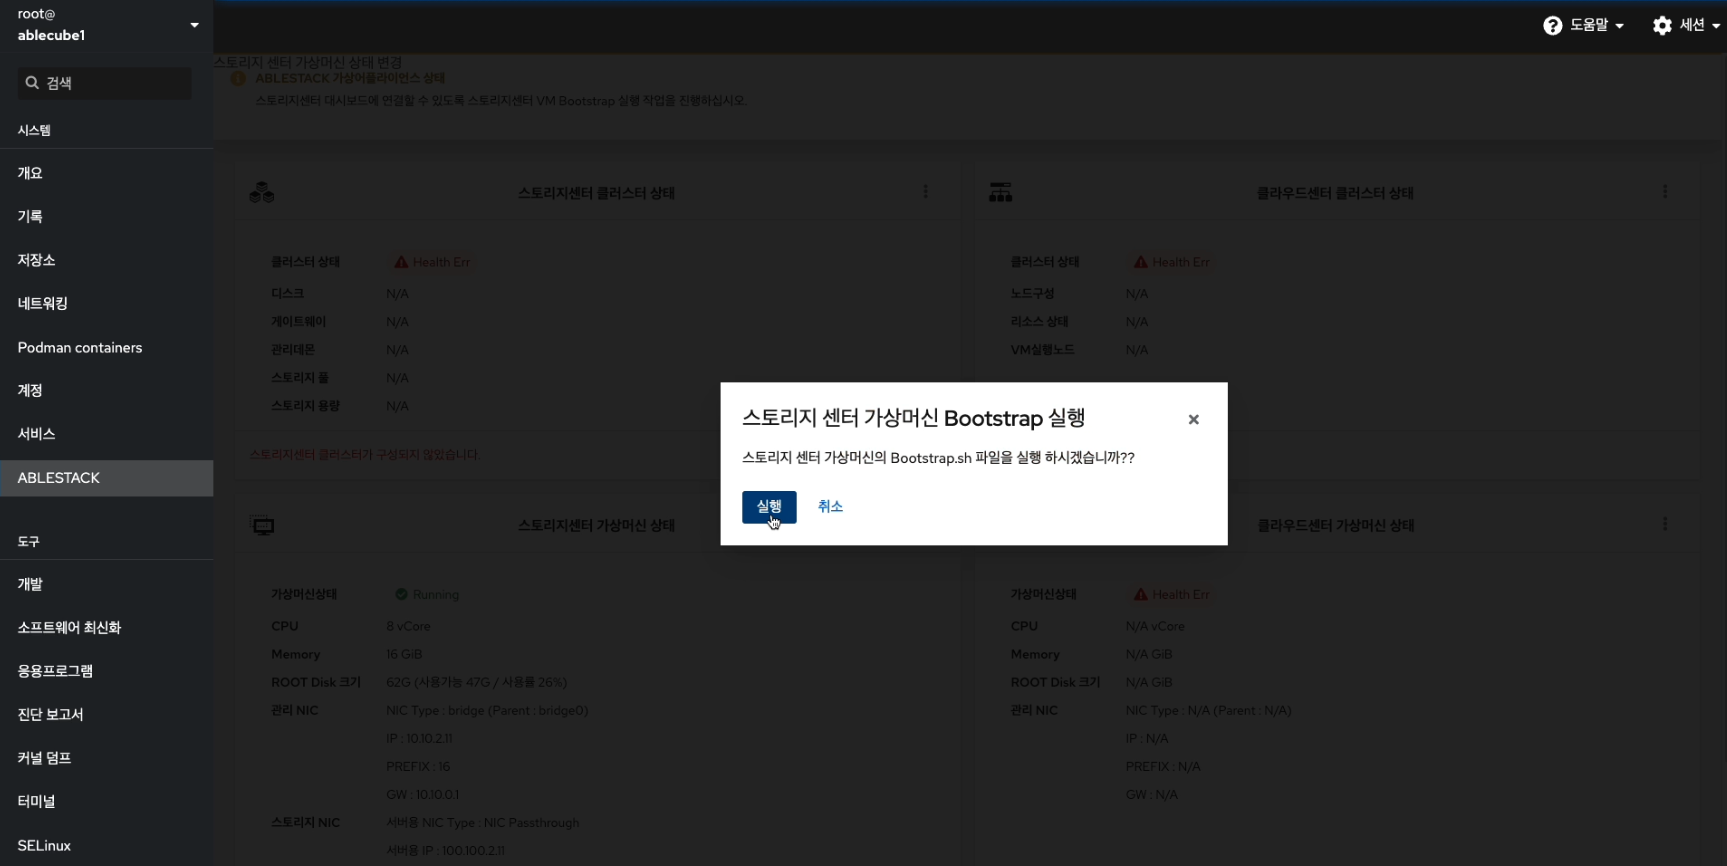 root@
ablecube1
도움말
세션
검색
시스템
개요
기록
저장소
네트워킹
Podman containers
계정
서비스
ABLESTACK
도구
개발
소프트웨어 최신화
응용프로그램
진단 보고서
커널 덤프
터미널
SELinux
스토리지 센터 가상머신 상태 변경
ABLESTACK 가상어플라이언스 상태
스토리지센터 대시보드에 연결할 수 있도록 스토리지센터 VM Bootstrap 실행 작업을 진행하십시오.
스토리지센터 클러스터 상태
클러스터 상태 Health Err
디스크 N/A
게이트웨이 N/A
관리데몬 N/A
스토리지 풀 N/A
스토리지 용량 N/A
스토리지센터 클러스터가 구성되지 않았습니다.
클라우드센터 클러스터 상태
클러스터 상태 Health Err
노드구성 N/A
리소스 상태 N/A
VM실행노드 N/A
스토리지 센터 가상머신 Bootstrap 실행
스토리지 센터 가상머신의 Bootstrap.sh 파일을 실행 하시겠습니까??
실행 취소
스토리지센터 가상머신 상태
가상머신상태 Running
CPU 8 vCore
Memory 16 GiB
ROOT Disk 크기 62G (사용가능 47G / 사용률 26%)
관리 NIC NIC Type : bridge (Parent : bridge0)
IP : 10.10.2.11
PREFIX : 16
GW : 10.10.0.1
스토리지 NIC 서버용 NIC Type : NIC Passthrough
서버용 IP : 100.100.2.11
클라우드센터 가상머신 상태
가상머신상태 Health Err
CPU N/A vCore
Memory N/A GiB
ROOT Disk 크기 N/A GiB
관리 NIC NIC Type : N/A (Parent : N/A)
IP : N/A
PREFIX : N/A
GW : N/A